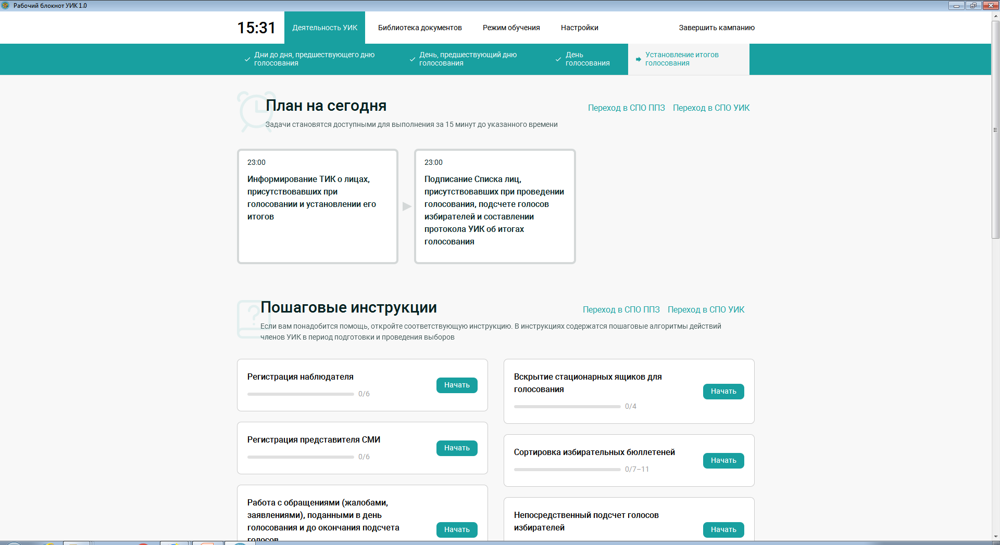 Рабочий блокнот УИК 1.0
15:31
Деятельность УИК
Библиотека документов
Режим обучения
Настройки
Завершить кампанию
Дни до дня, предшествующего дню
голосования
День, предшествующий дню
голосования
День
голосования
Установление итогов
голосования
План на сегодня
Переход в СПО ППЗ
Переход в СПО УИК
Задачи становятся доступными для выполнения за 15 минут до указанного времени
23:00
Информирование ТИК о лицах,
присутствовавших при
голосовании и установлении его
итогов
23:00
Подписание Списка лиц,
присутствовавших при проведении
голосования, подсчете голосов
избирателей и составлении
протокола УИК об итогах
голосования
Пошаговые инструкции
Переход в СПО ППЗ
Переход в СПО УИК
Если вам понадобится помощь, откройте соответствующую инструкцию. В инструкциях содержатся пошаговые алгоритмы действий
членов УИК в период подготовки и проведения выборов
Регистрация наблюдателя
0/6
Начать
Вскрытие стационарных ящиков для
голосования
0/4
Начать
Регистрация представителя СМИ
0/6
Начать
Сортировка избирательных бюллетеней
0/7–11
Начать
Работа с обращениями (жалобами,
заявлениями), поданными в день
голосования и до окончания подсчета
голосов
Начать
Непосредственный подсчет голосов
избирателей
Начать